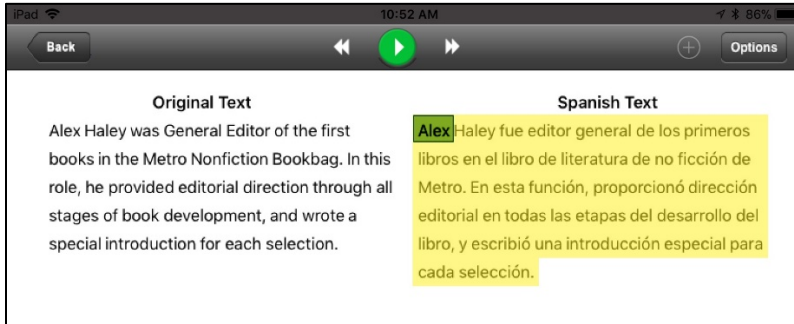 iPad 10:52 AM 86%
Back Options
Original Text
Alex Haley was General Editor of the first
books in the Metro Nonfiction Bookbag. In this
role, he provided editorial direction through all
stages of book development, and wrote a
special introduction for each selection.
Spanish Text
Alex Haley fue editor general de los primeros
libros en el libro de literatura de no ficción de
Metro. En esta función, proporcionó dirección
editorial en todas las etapas del desarrollo del
libro, y escribió una introducción especial para
cada selección.